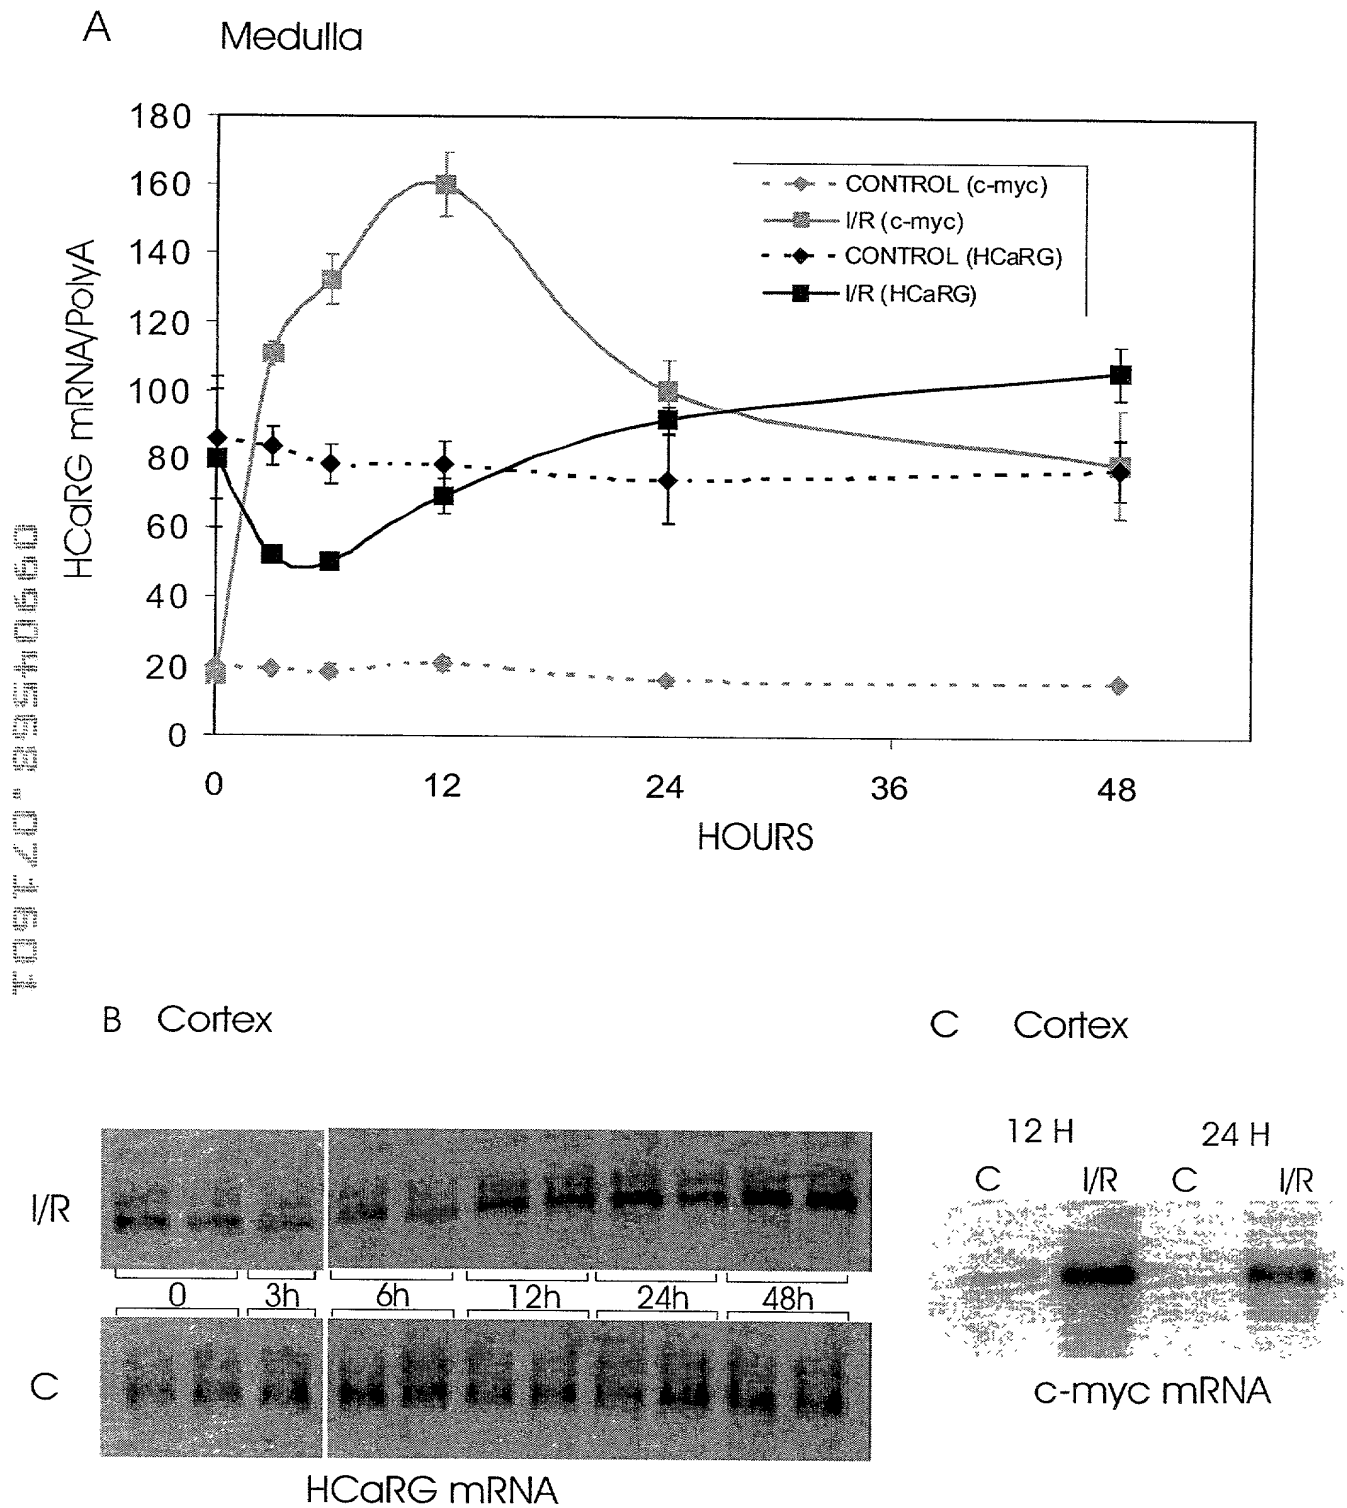 A Medulla
180
160
140
120
100
80
60
40
20
0
HCaRG mRNA/PolyA
CONTROL (c-myc)
I/R (c-myc)
CONTROL (HCaRG)
I/R (HCaRG)
0 12 24 36 48
HOURS
B Cortex
I/R
0 3h 6h 12h 24h 48h
C
HCaRG mRNA
C Cortex
12 H 24 H
C I/R C I/R
c-myc mRNA